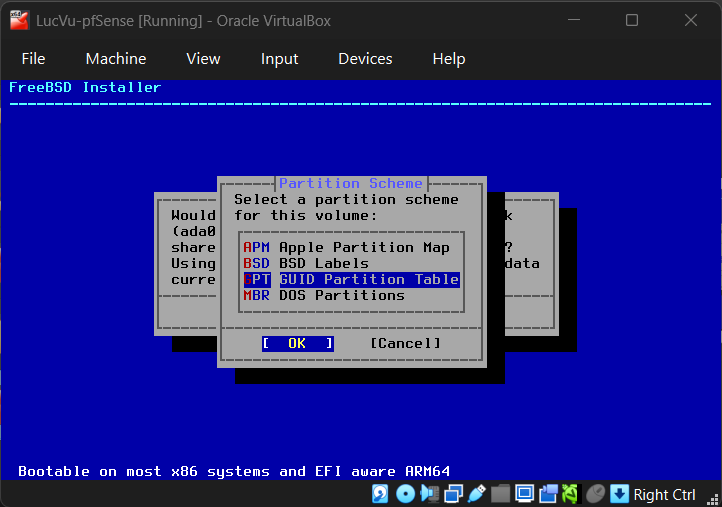 LucVu-pfSense [Running] - Oracle VirtualBox
File Machine View Input Devices Help
FreeBSD Installer
Partition Scheme
Select a partition scheme
for this volume:
Would k
(ada0
share ?
Using data
curre
APM Apple Partition Map
BSD BSD Labels
GPT GUID Partition Table
MBR DOS Partitions
[ OK ] [Cancel]
Bootable on most x86 systems and EFI aware ARM64
Right Ctrl